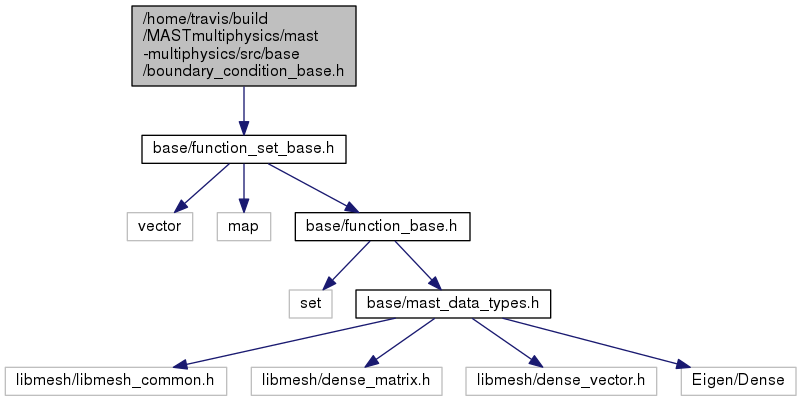 /home/travis/build
/MASTmultiphysics/mast
-multiphysics/src/base
/boundary_condition_base.h
base/function_set_base.h
vector
map
base/function_base.h
set
base/mast_data_types.h
libmesh/libmesh_common.h
libmesh/dense_matrix.h
libmesh/dense_vector.h
Eigen/Dense